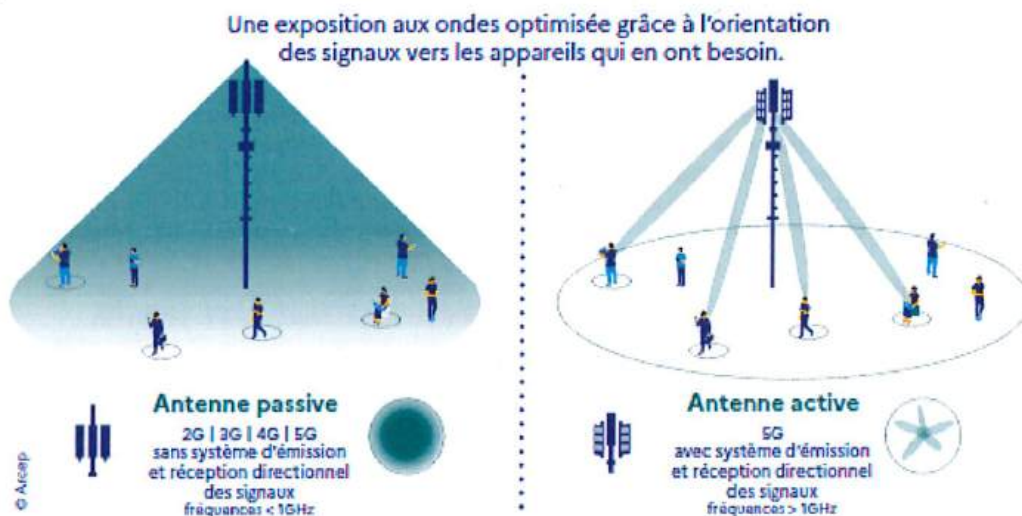 Une exposition aux ondes optimisée grâce à l'orientation
des signaux vers les appareils qui en ont besoin.
Antenne passive
2G | 3G | 4G | 5G
sans système d'émission
et réception directionnel
des signaux
fréquences < 1GHz
Antenne active
5G
avec système d'émission
et réception directionnel
des signaux
fréquences > 1GHz
© Arcep